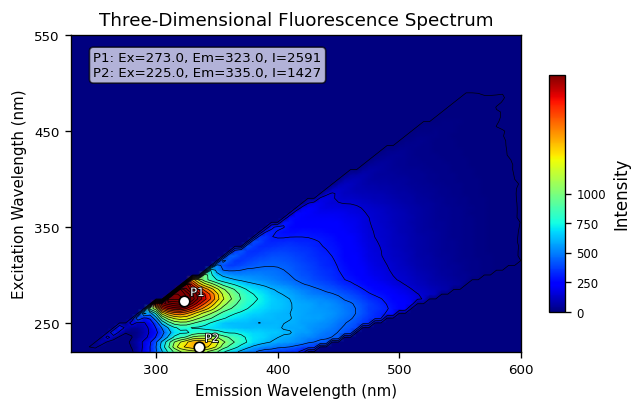 Three-Dimensional Fluorescence Spectrum
P1: Ex=273.0, Em=323.0, I=2591
P2: Ex=225.0, Em=335.0, I=1427
550
450
350
250
Excitation Wavelength (nm)
P1
P2
300
400
500
600
Emission Wavelength (nm)
1000
750
500
250
0
Intensity